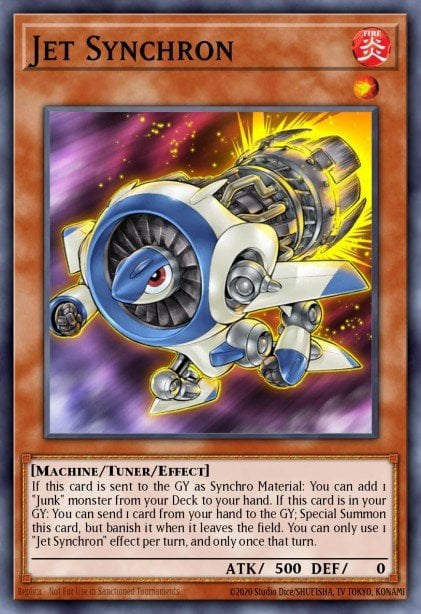 Jet Synchron
FIRE
炎
[Machine/Tuner/Effect]
If this card is sent to the GY as Synchro Material: You can add 1
"Junk" monster from your Deck to your hand. If this card is in your
GY: You can send 1 card from your hand to the GY; Special Summon
this card, but banish it when it leaves the field. You can only use 1
"Jet Synchron" effect per turn, and only once that turn.
ATK/ 500 DEF/ 0
Replica - Not For Use in Sanctioned Tournaments
©2020 Studio Dice/SHUEISHA, TV TOKYO, KONAMI